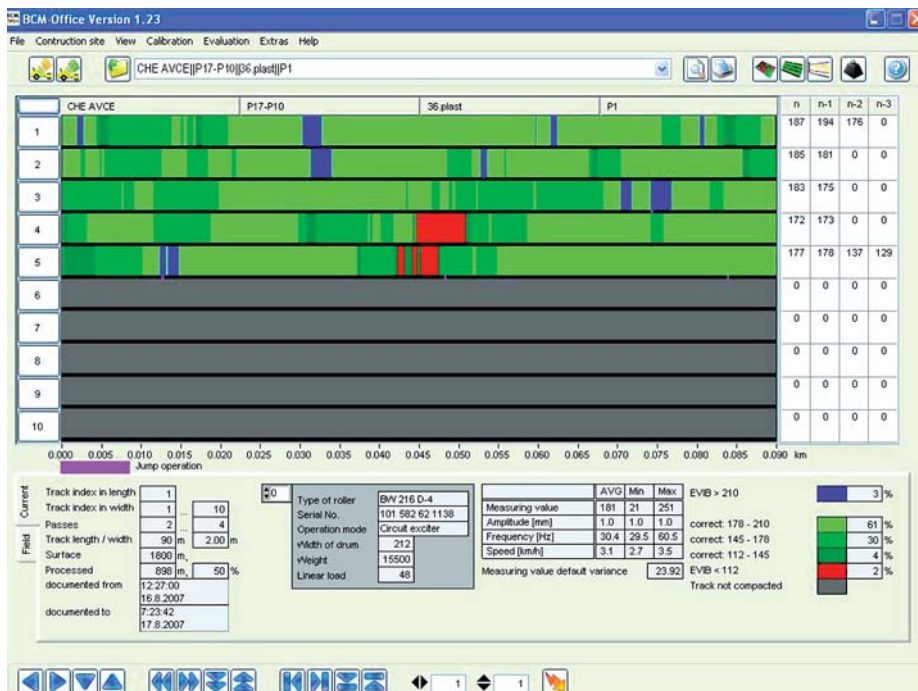 BCM-Office Version 1.23
File Contruction site View Calibration Evaluation Extras Help
CHE AVCE||P17-P10||36.plast||P1
CHE AVCE P17-P10 36.plast P1 n n-1 n-2 n-3
1 187 194 176 0
2 185 181 0 0
3 183 175 0 0
4 172 173 0 0
5 177 178 137 129
6 0 0 0 0
7 0 0 0 0
8 0 0 0 0
9 0 0 0 0
10 0 0 0 0
0.000 0.005 0.010 0.015 0.020 0.025 0.030 0.035 0.040 0.045 0.050 0.055 0.060 0.065 0.070 0.075 0.080 0.085 0.090 km
Jump operation
Current
Field
Track index in length 1
Track index in width 1 ... 10
Passes 2 ... 4
Track length / width 90 m 2.00 m
Surface 1800 m,
Processed 898 m, 50 %
documented from 12:27:00
16.8.2007
documented to 7:23:42
17.8.2007
0
Type of roller BW 216 D-4
Serial No. 101 582 62 1138
Operation mode Circuit exciter
Width of drum 212
Weight 15500
Linear load 48
AVG Min Max
Measuring value 181 21 251
Amplitude [mm] 1.0 1.0 1.0
Frequency [Hz] 30.4 29.5 60.5
Speed [km/h] 3.1 2.7 3.5
Measuring value default variance 23.92
EVIB > 210 3 %
correct: 178 - 210 61 %
correct: 145 - 178 30 %
correct: 112 - 145 4 %
EVIB < 112 2 %
Track not compacted
1 1